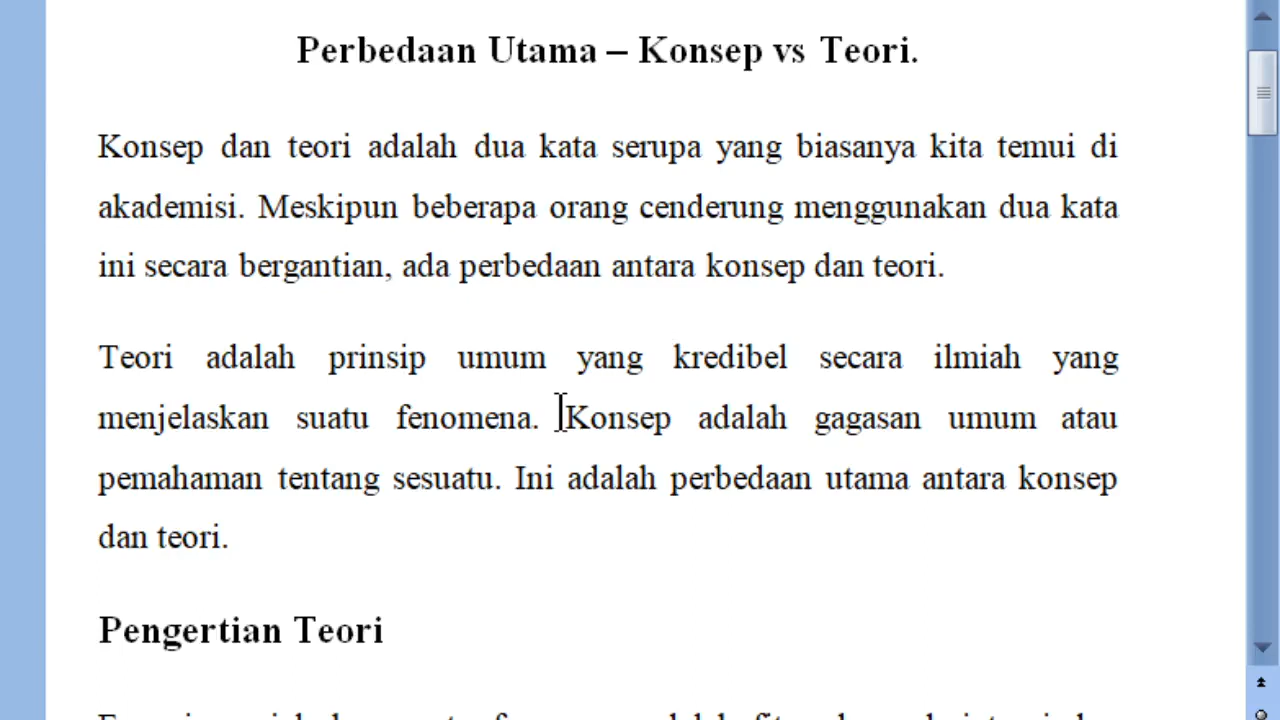 Perbedaan Utama – Konsep vs Teori.
Konsep dan teori adalah dua kata serupa yang biasanya kita temui di
akademisi. Meskipun beberapa orang cenderung menggunakan dua kata
ini secara bergantian, ada perbedaan antara konsep dan teori.
Teori adalah prinsip umum yang kredibel secara ilmiah yang
menjelaskan suatu fenomena. Konsep adalah gagasan umum atau
pemahaman tentang sesuatu. Ini adalah perbedaan utama antara konsep
dan teori.
Pengertian Teori